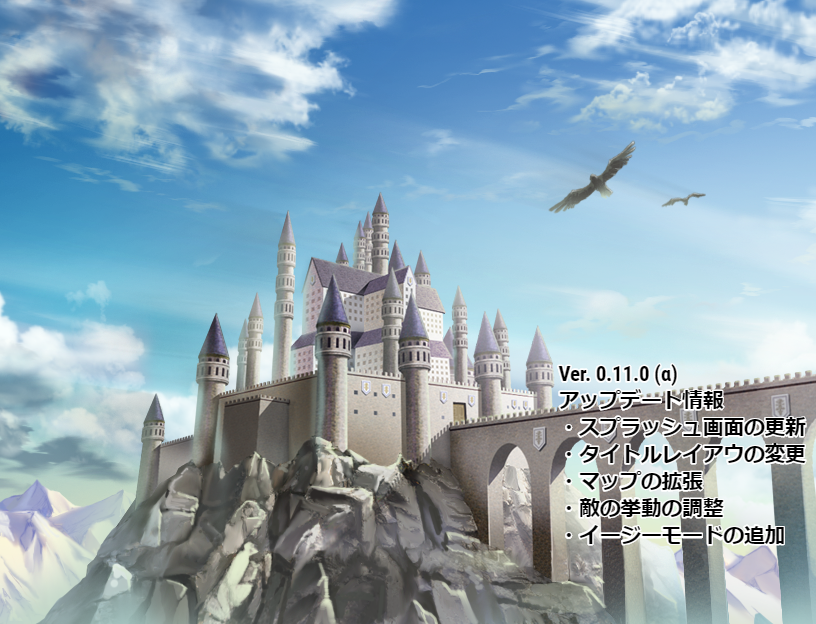 Ver. 0.11.0 (α)
アップデート情報
・スプラッシュ画面の更新
・タイトルレイアウの変更
・マップの拡張
・敵の挙動の調整
・イージーモードの追加